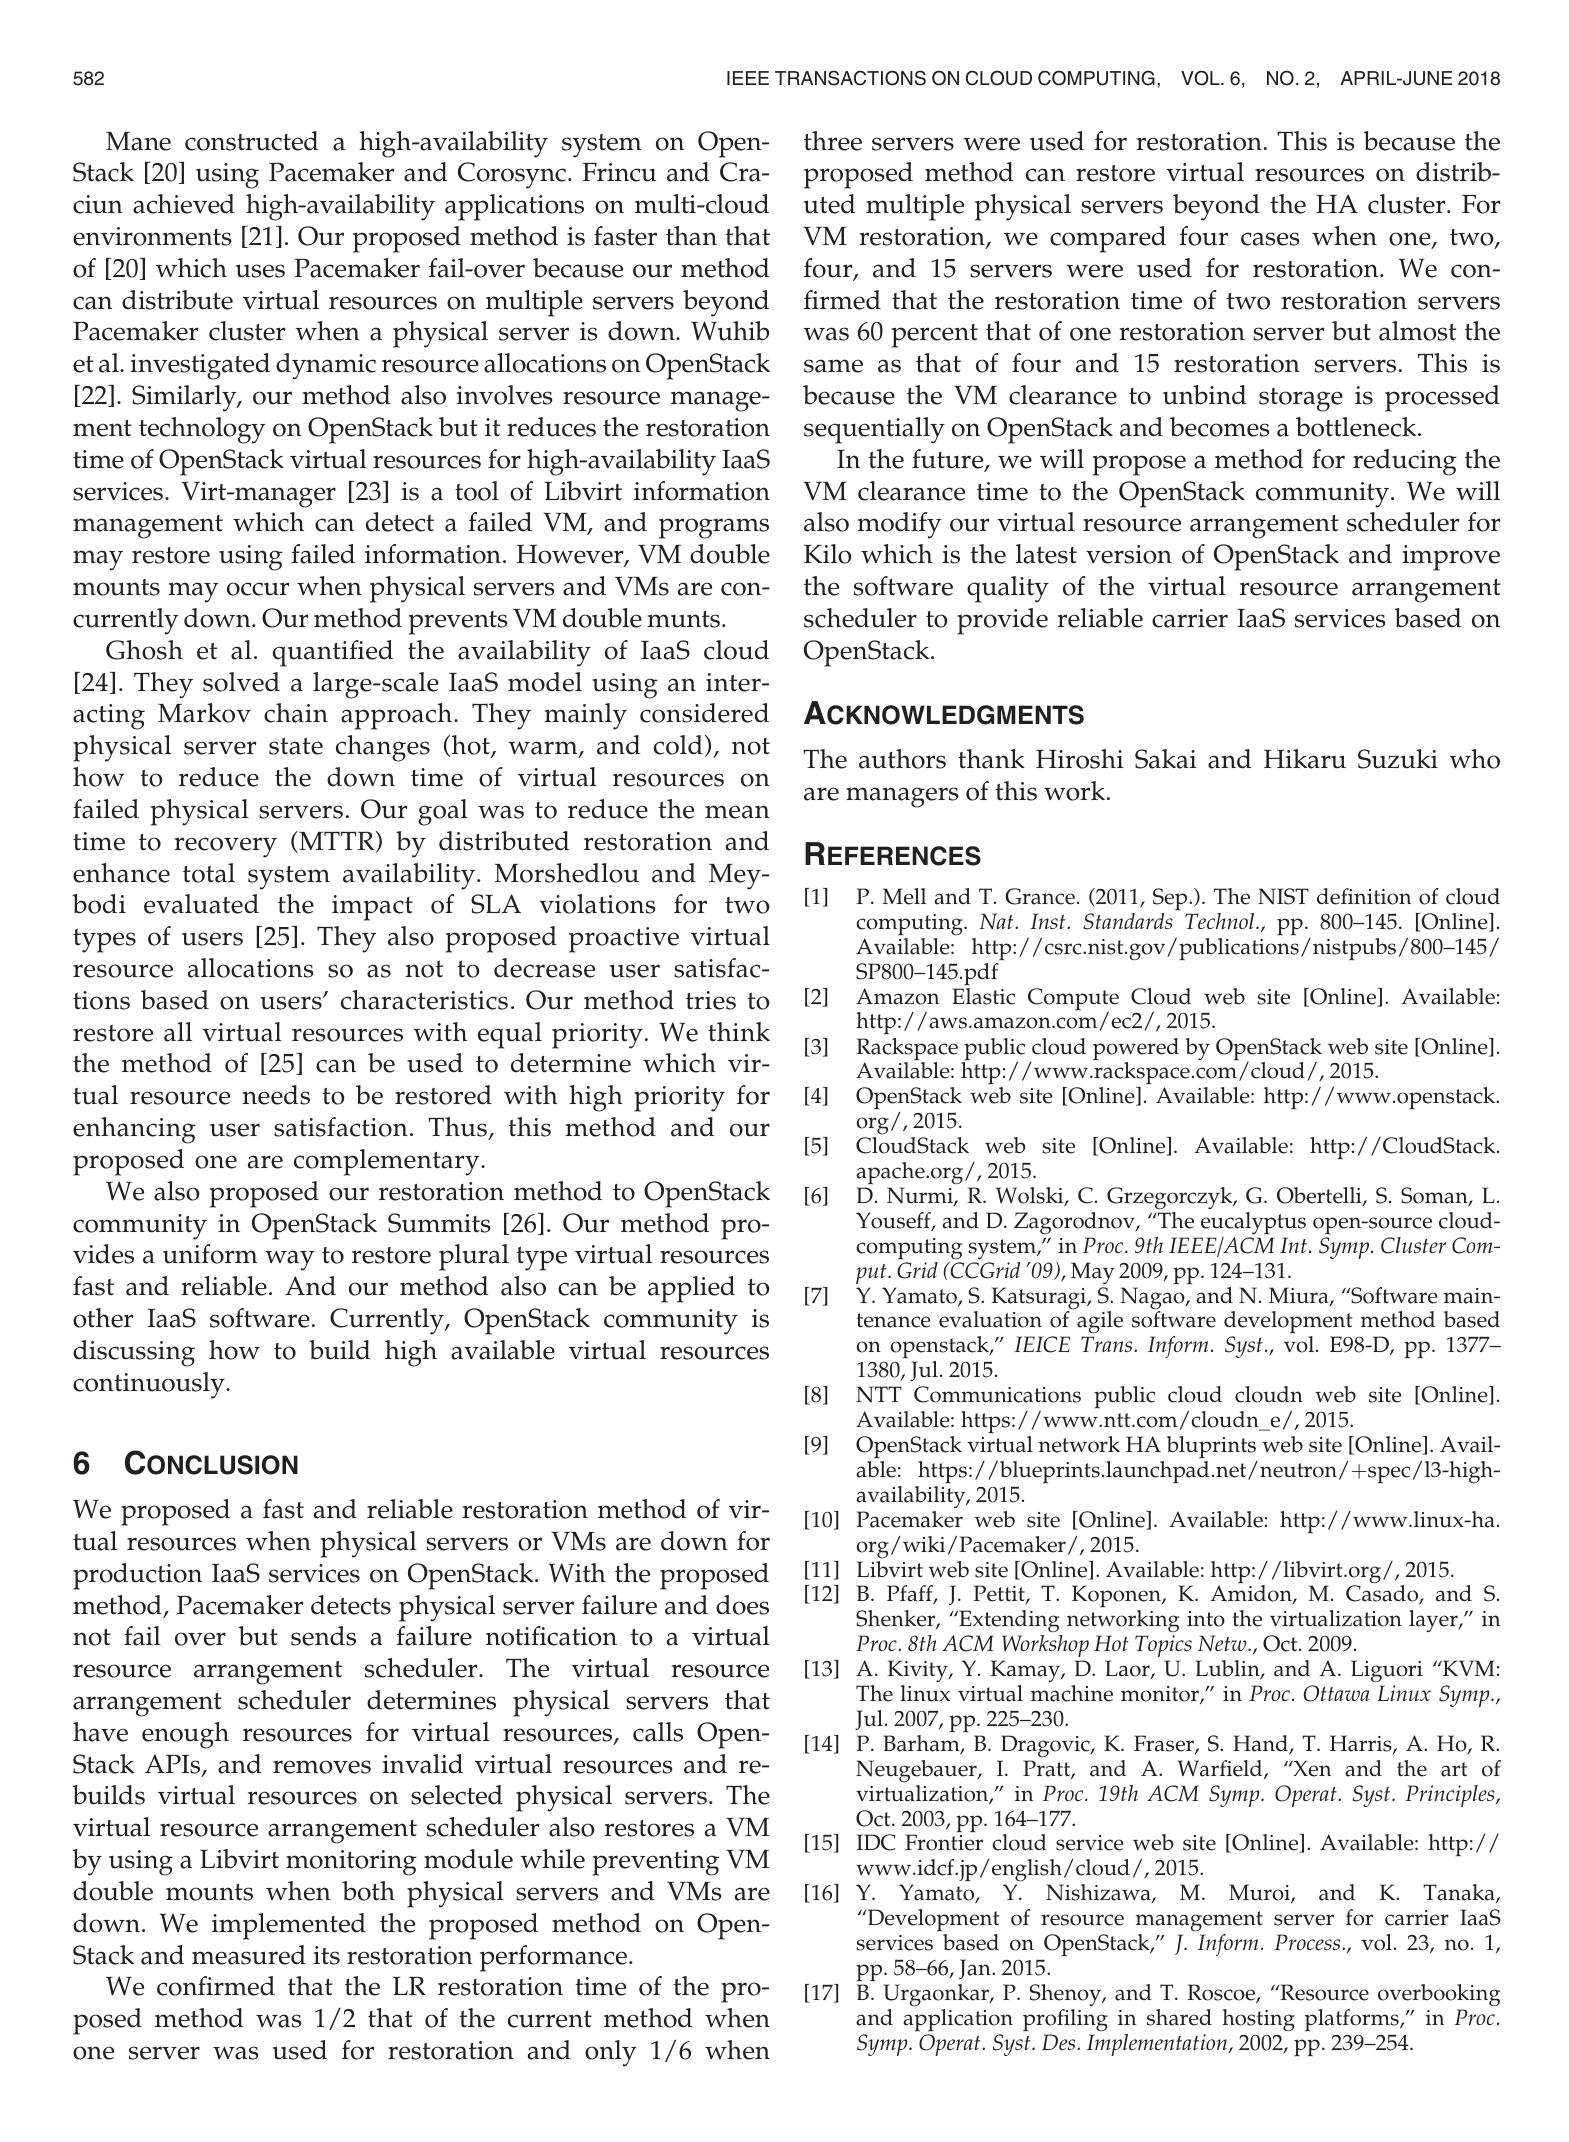 582
IEEE TRANSACTIONS ON CLOUD COMPUTING, VOL. 6, NO. 2, APRIL-JUNE 2018
Mane constructed a high-availability system on Open-
Stack [20] using Pacemaker and Corosync. Frincu and Cra-
ciun achieved high-availability applications on multi-cloud
environments [21]. Our proposed method is faster than that
of [20] which uses Pacemaker fail-over because our method
can distribute virtual resources on multiple servers beyond
Pacemaker cluster when a physical server is down. Wuhib
et al. investigated dynamic resource allocations on OpenStack
[22]. Similarly, our method also involves resource manage-
ment technology on OpenStack but it reduces the restoration
time of OpenStack virtual resources for high-availability IaaS
services. Virt-manager [23] is a tool of Libvirt information
management which can detect a failed VM, and programs
may restore using failed information. However, VM double
mounts may occur when physical servers and VMs are con-
currently down. Our method prevents VM double munts.
Ghosh et al. quantified the availability of IaaS cloud
[24]. They solved a large-scale IaaS model using an inter-
acting Markov chain approach. They mainly considered
physical server state changes (hot, warm, and cold), not
how to reduce the down time of virtual resources on
failed physical servers. Our goal was to reduce the mean
time to recovery (MTTR) by distributed restoration and
enhance total system availability. Morshedlou and Mey-
bodi evaluated the impact of SLA violations for two
types of users [25]. They also proposed proactive virtual
resource allocations so as not to decrease user satisfac-
tions based on users’ characteristics. Our method tries to
restore all virtual resources with equal priority. We think
the method of [25] can be used to determine which vir-
tual resource needs to be restored with high priority for
enhancing user satisfaction. Thus, this method and our
proposed one are complementary.
We also proposed our restoration method to OpenStack
community in OpenStack Summits [26]. Our method pro-
vides a uniform way to restore plural type virtual resources
fast and reliable. And our method also can be applied to
other IaaS software. Currently, OpenStack community is
discussing how to build high available virtual resources
continuously.
6 CONCLUSION
We proposed a fast and reliable restoration method of vir-
tual resources when physical servers or VMs are down for
production IaaS services on OpenStack. With the proposed
method, Pacemaker detects physical server failure and does
not fail over but sends a failure notification to a virtual
resource arrangement scheduler. The virtual resource
arrangement scheduler determines physical servers that
have enough resources for virtual resources, calls Open-
Stack APIs, and removes invalid virtual resources and re-
builds virtual resources on selected physical servers. The
virtual resource arrangement scheduler also restores a VM
by using a Libvirt monitoring module while preventing VM
double mounts when both physical servers and VMs are
down. We implemented the proposed method on Open-
Stack and measured its restoration performance.
We confirmed that the LR restoration time of the pro-
posed method was 1/2 that of the current method when
one server was used for restoration and only 1/6 when
three servers were used for restoration. This is because the
proposed method can restore virtual resources on distrib-
uted multiple physical servers beyond the HA cluster. For
VM restoration, we compared four cases when one, two,
four, and 15 servers were used for restoration. We con-
firmed that the restoration time of two restoration servers
was 60 percent that of one restoration server but almost the
same as that of four and 15 restoration servers. This is
because the VM clearance to unbind storage is processed
sequentially on OpenStack and becomes a bottleneck.
In the future, we will propose a method for reducing the
VM clearance time to the OpenStack community. We will
also modify our virtual resource arrangement scheduler for
Kilo which is the latest version of OpenStack and improve
the software quality of the virtual resource arrangement
scheduler to provide reliable carrier IaaS services based on
OpenStack.
ACKNOWLEDGMENTS
The authors thank Hiroshi Sakai and Hikaru Suzuki who
are managers of this work.
REFERENCES
[1] P. Mell and T. Grance. (2011, Sep.). The NIST definition of cloud
computing. Nat. Inst. Standards Technol., pp. 800–145. [Online].
Available: http://csrc.nist.gov/publications/nistpubs/800–145/
SP800–145.pdf
[2] Amazon Elastic Compute Cloud web site [Online]. Available:
http://aws.amazon.com/ec2/, 2015.
[3] Rackspace public cloud powered by OpenStack web site [Online].
Available: http://www.rackspace.com/cloud/, 2015.
[4] OpenStack web site [Online]. Available: http://www.openstack.
org/, 2015.
[5] CloudStack web site [Online]. Available: http://CloudStack.
apache.org/, 2015.
[6] D. Nurmi, R. Wolski, C. Grzegorczyk, G. Obertelli, S. Soman, L.
Youseff, and D. Zagorodnov, “The eucalyptus open-source cloud-
computing system,” in Proc. 9th IEEE/ACM Int. Symp. Cluster Com-
put. Grid (CCGrid ’09), May 2009, pp. 124–131.
[7] Y. Yamato, S. Katsuragi, S. Nagao, and N. Miura, “Software main-
tenance evaluation of agile software development method based
on openstack,” IEICE Trans. Inform. Syst., vol. E98-D, pp. 1377–
1380, Jul. 2015.
[8] NTT Communications public cloud cloudn web site [Online].
Available: https://www.ntt.com/cloudn_e/, 2015.
[9] OpenStack virtual network HA bluprints web site [Online]. Avail-
able: https://blueprints.launchpad.net/neutron/+spec/l3-high-
availability, 2015.
[10] Pacemaker web site [Online]. Available: http://www.linux-ha.
org/wiki/Pacemaker/, 2015.
[11] Libvirt web site [Online]. Available: http://libvirt.org/, 2015.
[12] B. Pfaff, J. Pettit, T. Koponen, K. Amidon, M. Casado, and S.
Shenker, “Extending networking into the virtualization layer,” in
Proc. 8th ACM Workshop Hot Topics Netw., Oct. 2009.
[13] A. Kivity, Y. Kamay, D. Laor, U. Lublin, and A. Liguori “KVM:
The linux virtual machine monitor,” in Proc. Ottawa Linux Symp.,
Jul. 2007, pp. 225–230.
[14] P. Barham, B. Dragovic, K. Fraser, S. Hand, T. Harris, A. Ho, R.
Neugebauer, I. Pratt, and A. Warfield, “Xen and the art of
virtualization,” in Proc. 19th ACM Symp. Operat. Syst. Principles,
Oct. 2003, pp. 164–177.
[15] IDC Frontier cloud service web site [Online]. Available: http://
www.idcf.jp/english/cloud/, 2015.
[16] Y. Yamato, Y. Nishizawa, M. Muroi, and K. Tanaka,
“Development of resource management server for carrier IaaS
services based on OpenStack,” J. Inform. Process., vol. 23, no. 1,
pp. 58–66, Jan. 2015.
[17] B. Urgaonkar, P. Shenoy, and T. Roscoe, “Resource overbooking
and application profiling in shared hosting platforms,” in Proc.
Symp. Operat. Syst. Des. Implementation, 2002, pp. 239–254.